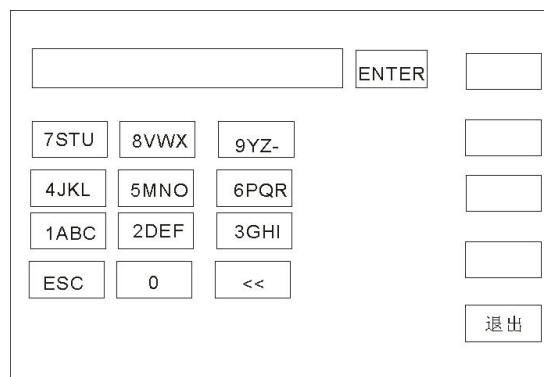 ENTER
7STU 8VWX 9YZ-
4JKL 5MNO 6PQR
1ABC 2DEF 3GHI
ESC 0 <<
退出